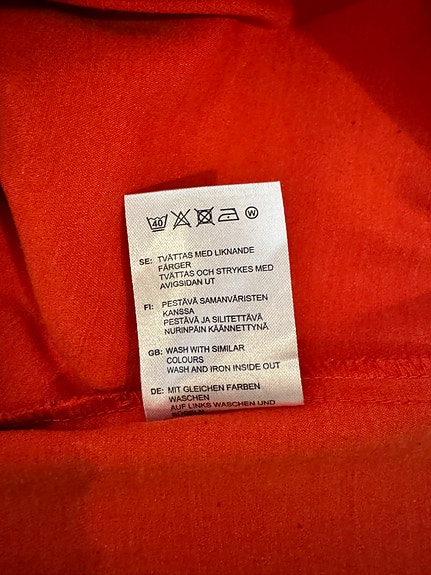 40 W
SE: TVÄTTAS MED LIKNANDE
FÄRGER
TVÄTTAS OCH STRYKES MED
AVIGSIDAN UT
FI: PESTÄVÄ SAMANVÄRISTEN
KANSSA
PESTÄVÄ JA SILITETTÄVÄ
NURINPÄIN KÄÄNNETTYNÄ
GB: WASH WITH SIMILAR
COLOURS
WASH AND IRON INSIDE OUT
DE: MIT GLEICHEN FARBEN
WASCHEN
AUF LINKS WASCHEN UND